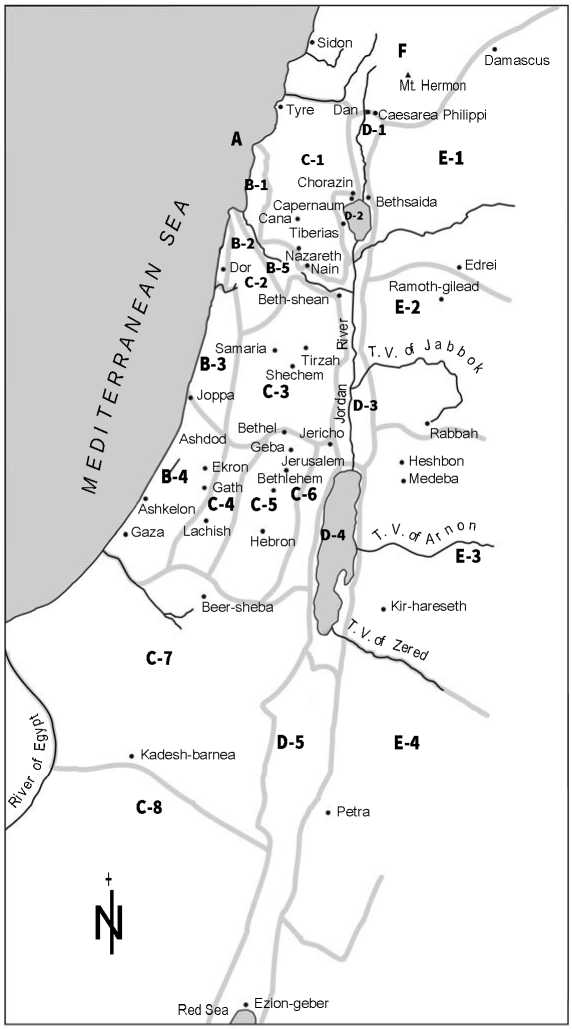 Sidon
F
Damascus
Mt. Hermon
Tyre
Dan
Caesarea Philippi
D-1
A
C-1
E-1
B-1
Chorazin
Capernaum
Bethsaida
Cana
D-2
Tiberias
MEDITERRANEAN SEA
B-2
Nazareth
Dor
B-5
Nain
Edrei
C-2
Ramoth-gilead
Beth-shean
E-2
Jordan River
T.V. of Jabbok
Samaria
Tirzah
B-3
Shechem
C-3
Joppa
D-3
Bethel
Jericho
Rabbah
Ashdod
Geba
Jerusalem
Ekron
Heshbon
B-4
Bethlehem
Medeba
Gath
C-6
Ashkelon
C-4
C-5
Gaza
Lachish
D-4
T.V. of Arnon
Hebron
E-3
Beer-sheba
Kir-hareseth
T.V. of Zered
C-7
River of Egypt
D-5
E-4
Kadesh-barnea
C-8
Petra
N
Ezion-geber
Red Sea